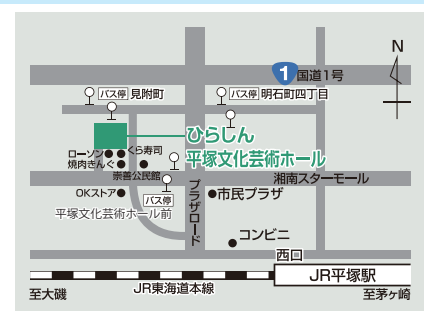 N
1 国道1号
バス停 見附町
バス停 明石町四丁目
ひらしん
平塚文化芸術ホール
ローソン
くら寿司
焼肉きんぐ
崇善公民館
湘南スターモール
OKストア
バス停
平塚文化芸術ホール前
プラザロード
市民プラザ
コンビニ
西口
JR平塚駅
JR東海道本線
至大磯
至茅ヶ崎